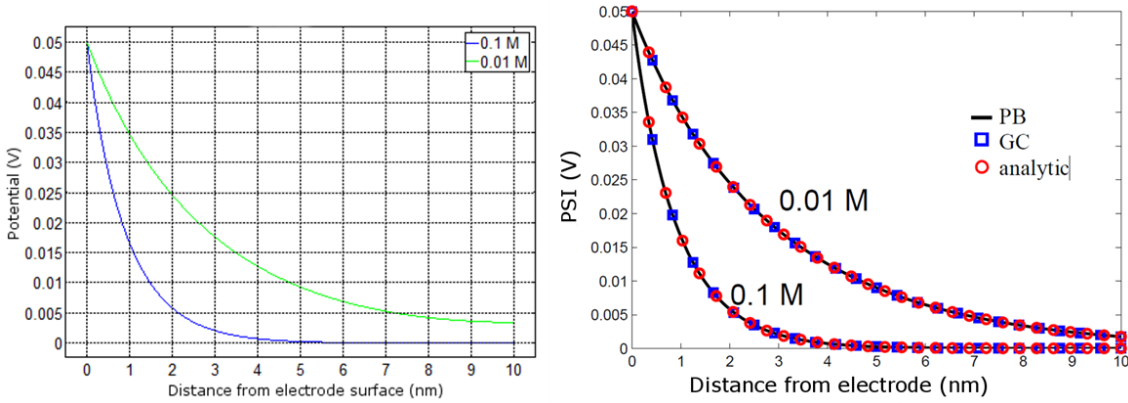 0.05
0.045
0.04
0.035
0.03
0.025
0.02
0.015
0.01
0.005
0
Potential (V)
0.1 M
0.01 M
0 1 2 3 4 5 6 7 8 9 10
Distance from electrode surface (nm)
0.05
0.045
0.04
0.035
0.03
0.025
0.02
0.015
0.01
0.005
0
PSI (V)
PB
GC
analytic
0.01 M
0.1 M
0 1 2 3 4 5 6 7 8 9 10
Distance from electrode (nm)